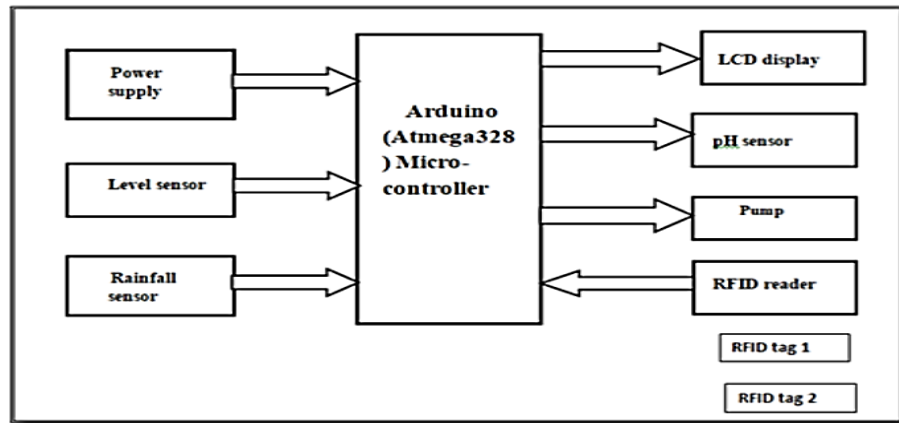 Power
supply
Level sensor
Rainfall
sensor
Arduino
(Atmega328
) Micro-
controller
LCD display
pH sensor
Pump
RFID reader
RFID tag 1
RFID tag 2